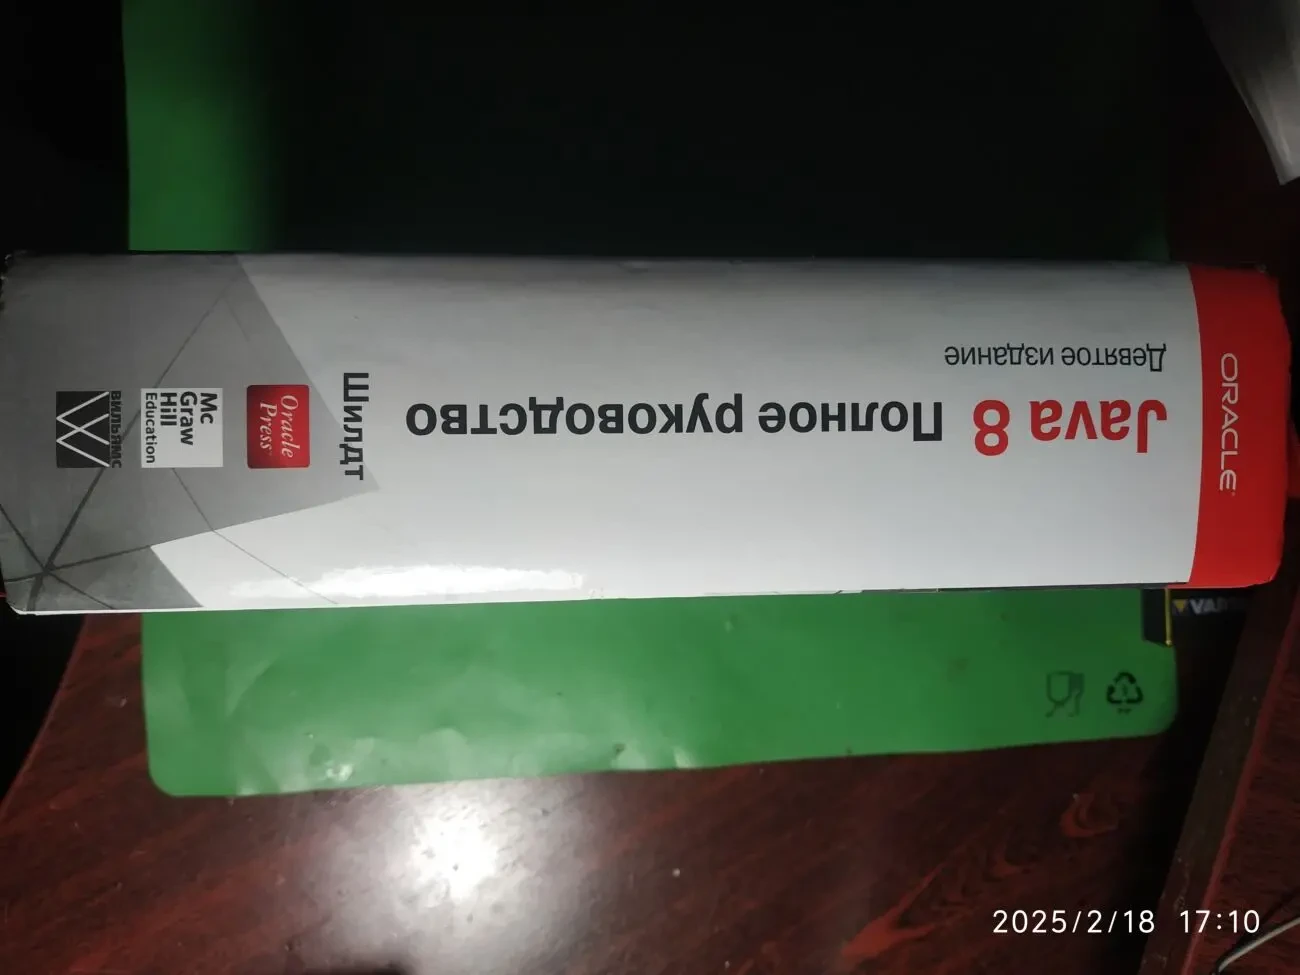 ORACLE
Java 8 Полное руководство
Девятое издание
Шилдт
Oracle
Press
Mc
Graw
Hill
Education
ВИЛЬЯМС
2025/2/18 17:10